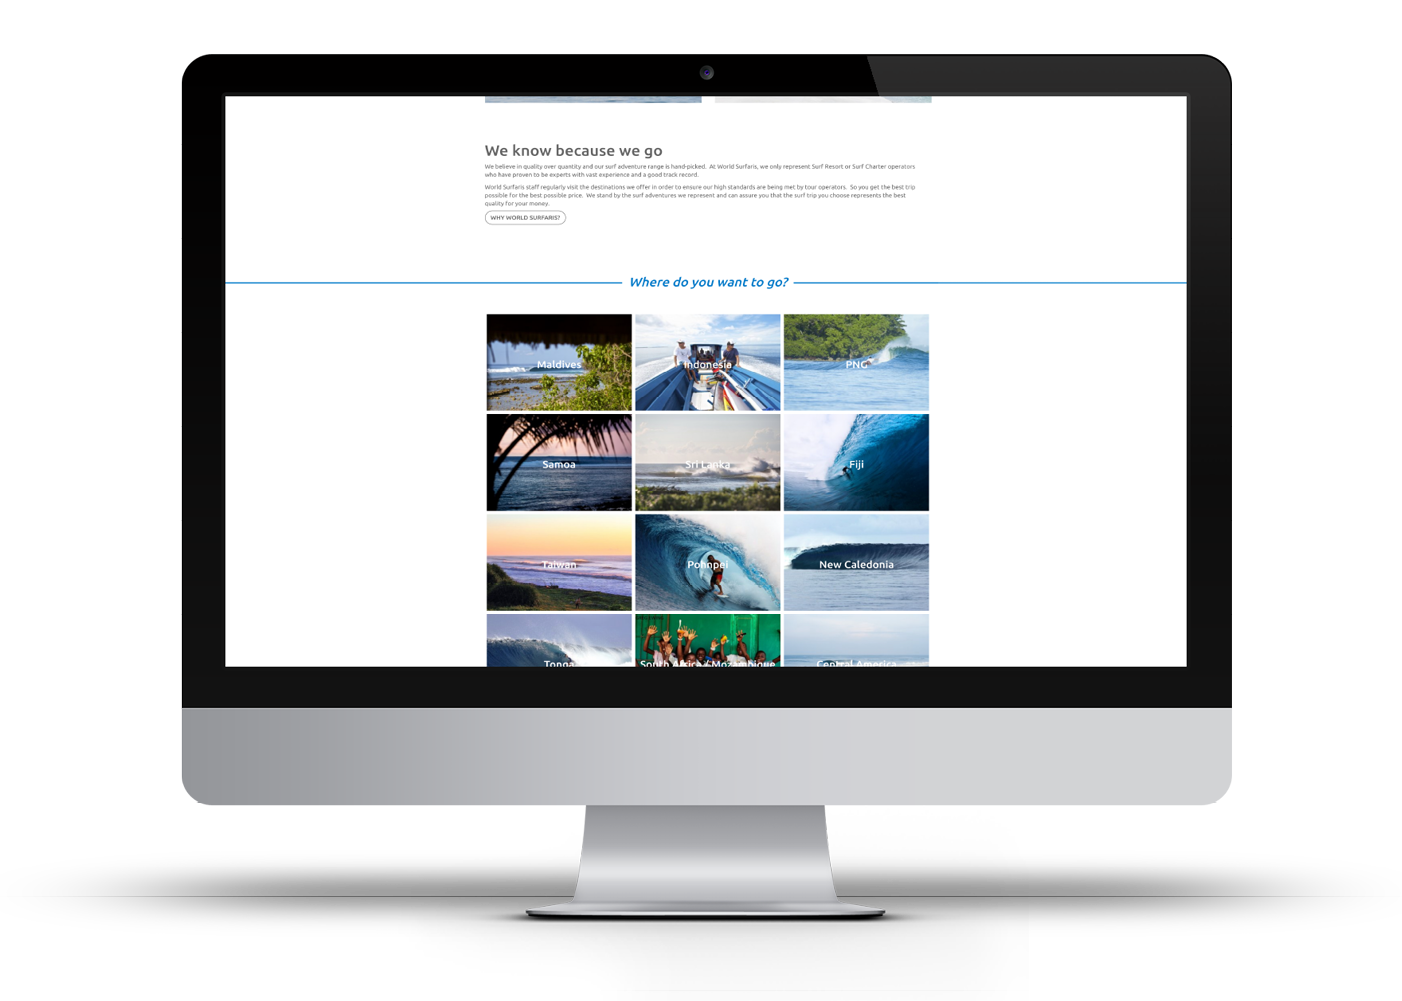 We know because we go
We believe in quality over quantity and our surf adventure range is hand-picked.  At World Surfaris, we only represent Surf Resort or Surf Charter operators
who have proven to be experts with vast experience and a good track record.
World Surfaris staff regularly visit the destinations we offer in order to ensure our high standards are being met by tour operators.  So you get the best trip
possible for the best possible price.  We stand by the surf adventures we represent and can assure you that the surf trip you choose represents the best
quality for your money.
WHY WORLD SURFARIS?
Where do you want to go?
Maldives
Indonesia
PNG
Samoa
Sri Lanka
Fiji
Taiwan
Pohnpei
New Caledonia
Tonga
South Africa / Mozambique
Central America